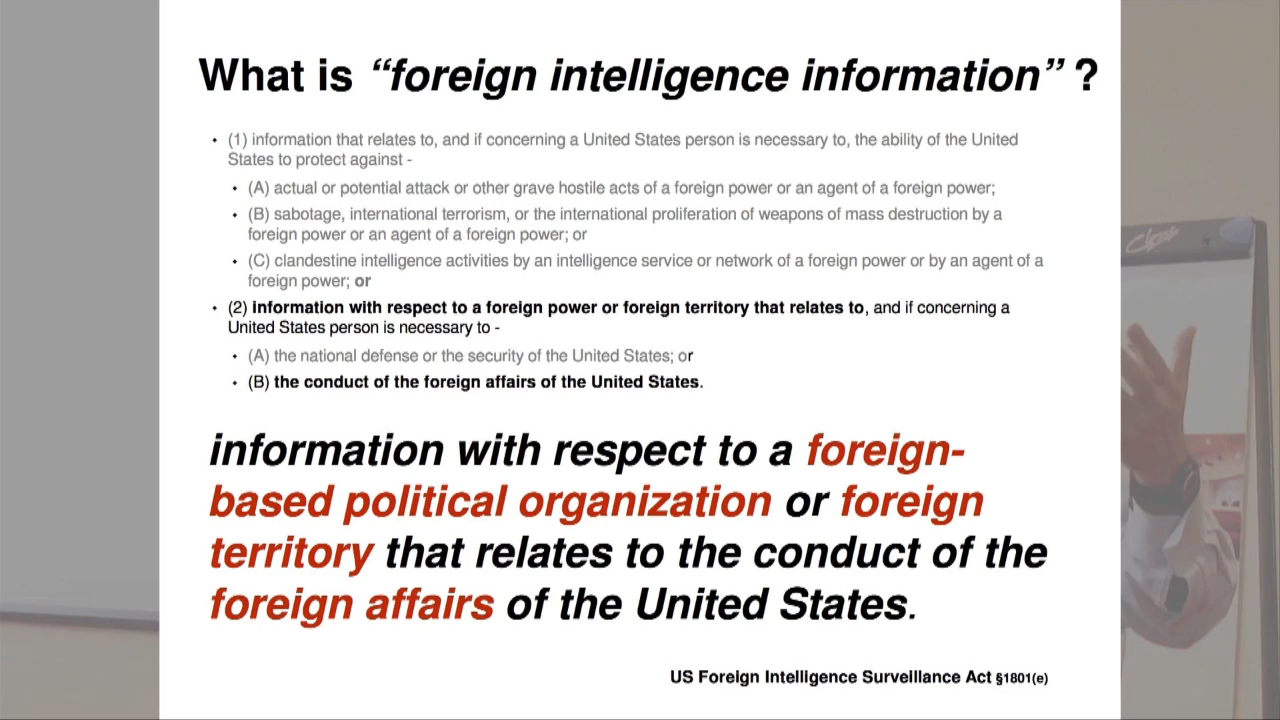 What is “foreign intelligence information” ?
• (1) information that relates to, and if concerning a United States person is necessary to, the ability of the United
States to protect against -
• (A) actual or potential attack or other grave hostile acts of a foreign power or an agent of a foreign power;
• (B) sabotage, international terrorism, or the international proliferation of weapons of mass destruction by a
foreign power or an agent of a foreign power; or
• (C) clandestine intelligence activities by an intelligence service or network of a foreign power or by an agent of a
foreign power; or
• (2) information with respect to a foreign power or foreign territory that relates to, and if concerning a
United States person is necessary to -
• (A) the national defense or the security of the United States; or
• (B) the conduct of the foreign affairs of the United States.
information with respect to a foreign-
based political organization or foreign
territory that relates to the conduct of the
foreign affairs of the United States.
US Foreign Intelligence Surveillance Act §1801(e)